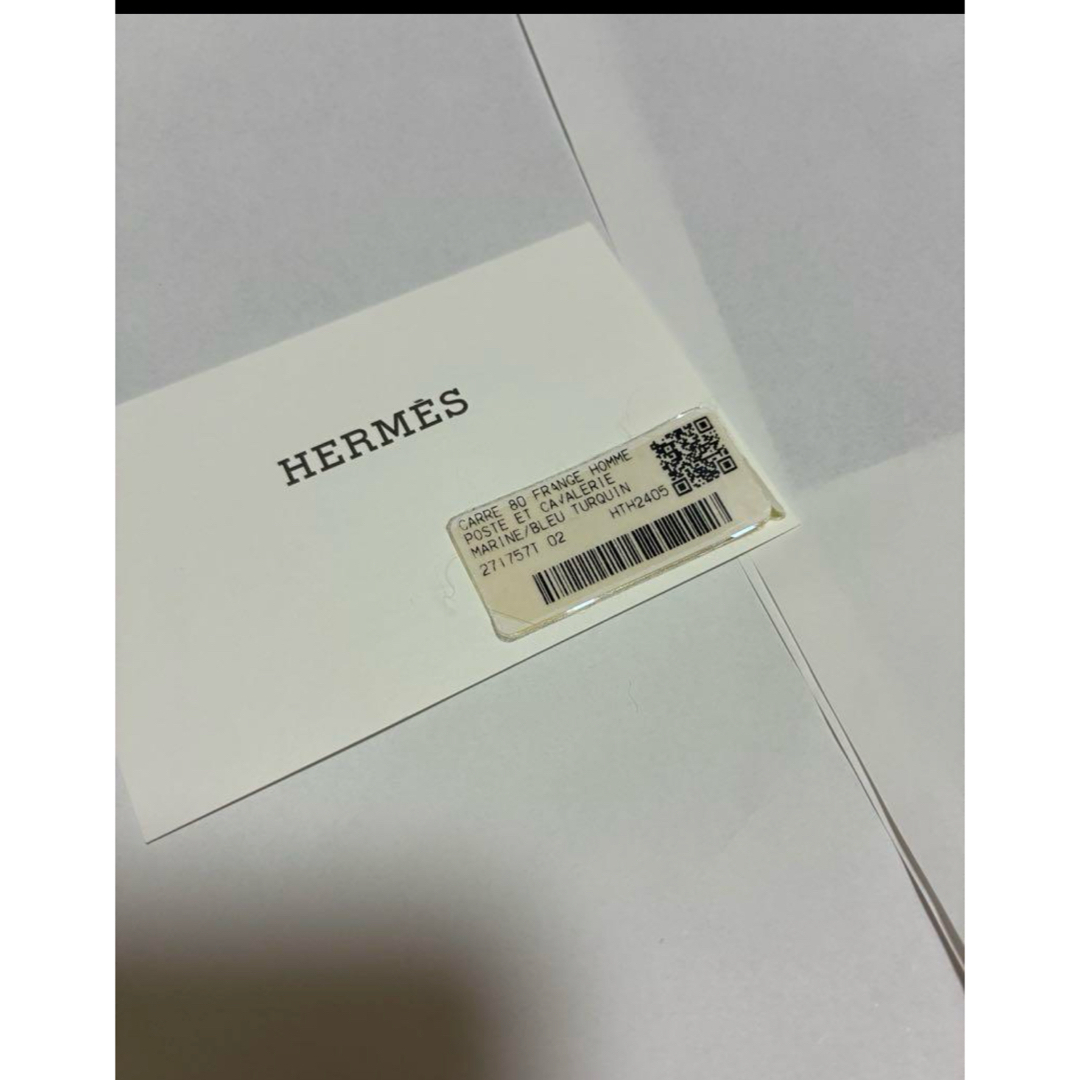 HERMÈS
CARRE 80 FRANGE HOMME
POSTE ET CAVALERIE
MARINE/BLEU TURQUIN
HTH2405
271757T 02